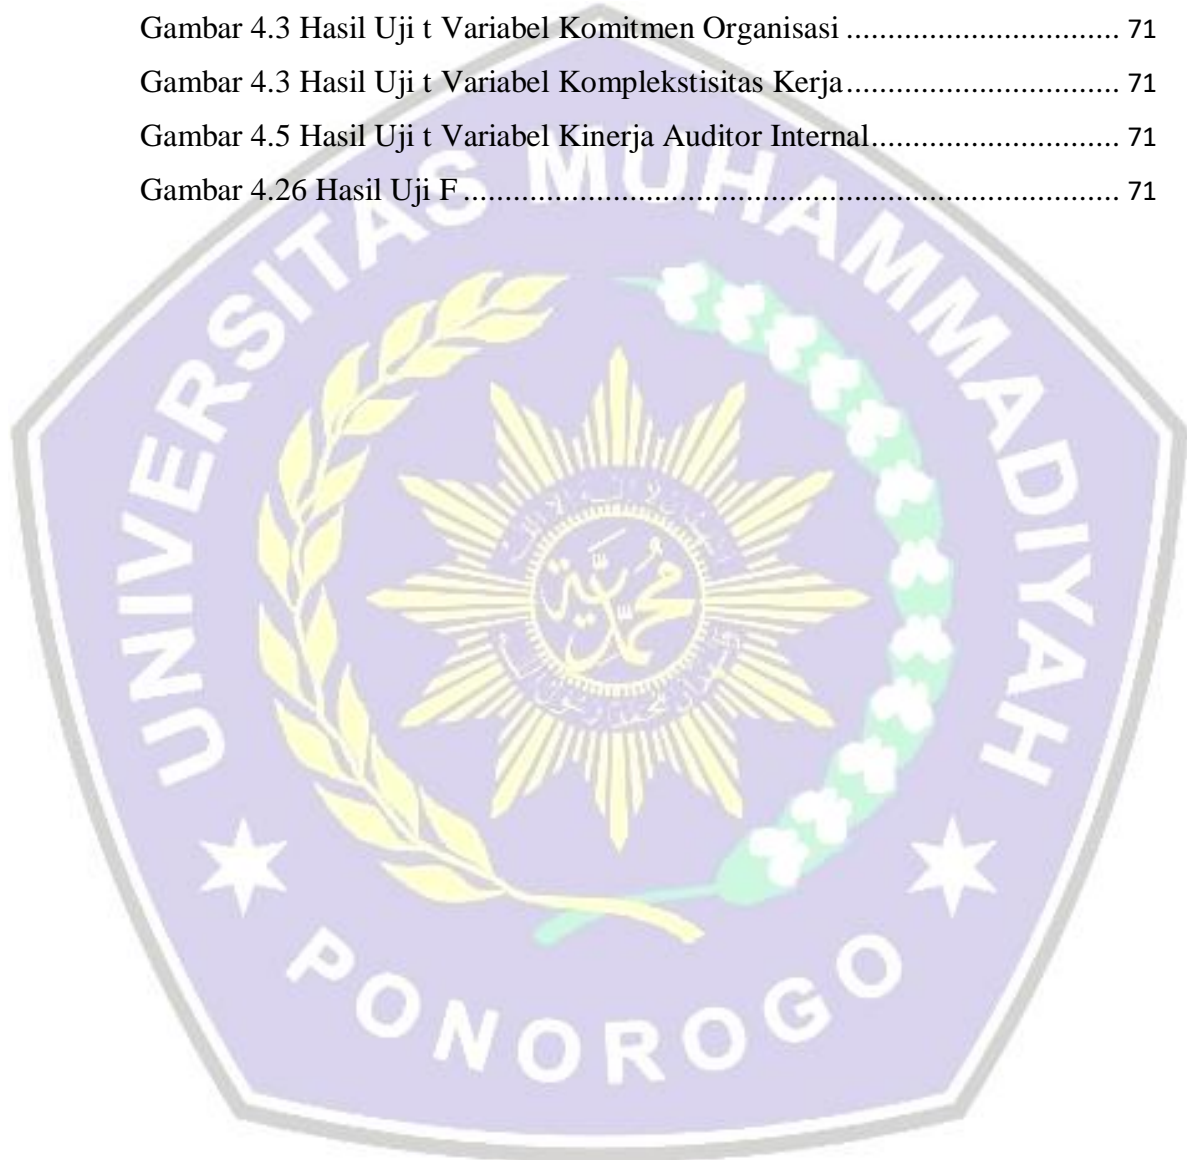 Gambar 4.3 Hasil Uji t Variabel Komitmen Organisasi ................................ 71
Gambar 4.3 Hasil Uji t Variabel Komplekstisitas Kerja ................................ 71
Gambar 4.5 Hasil Uji t Variabel Kinerja Auditor Internal ............................. 71
Gambar 4.26 Hasil Uji F .............................................................................. 71
UNIVERSITAS MUHAMMADIYAH
محمدية
PONOROGO